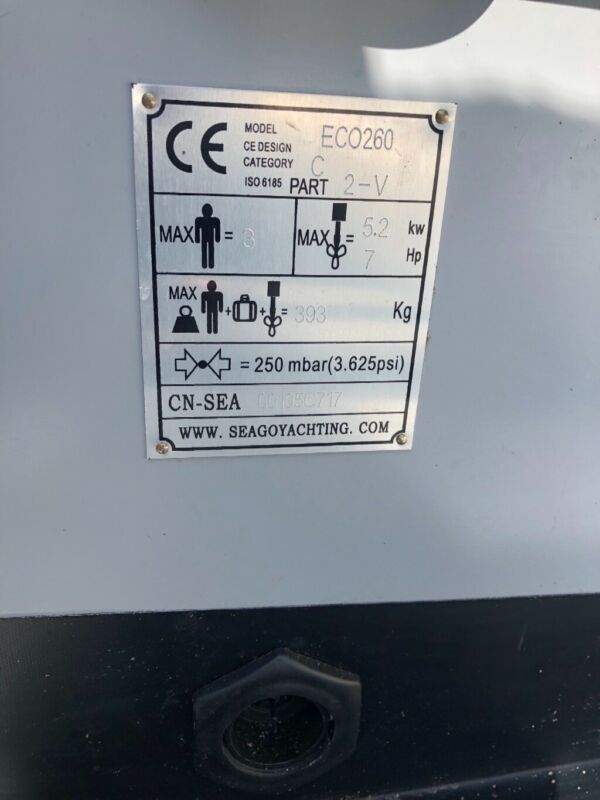 CE
MODEL ECO260
CE DESIGN
CATEGORY C
ISO 6185 PART 2-V
MAX = 3
MAX = 5.2 kw
7 Hp
MAX
+ + = 393 Kg
= 250 mbar(3.625psi)
CN-SEA
WWW. SEAGOYACHTING. COM